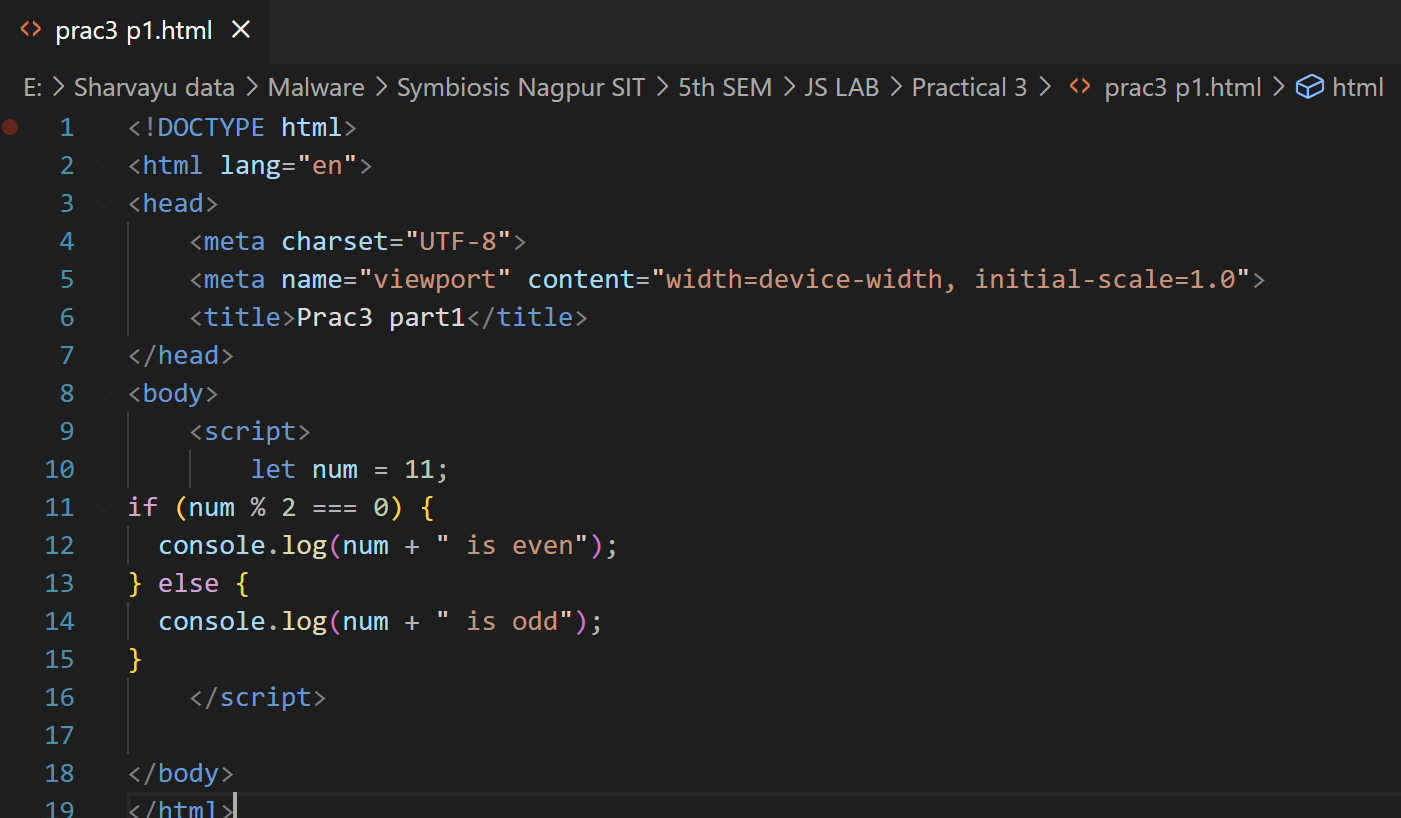 prac3 p1.html
E: > Sharvayu data > Malware > Symbiosis Nagpur SIT > 5th SEM > JS LAB > Practical 3 > prac3 p1.html > html
1 <!DOCTYPE html>
2 <html lang="en">
3 <head>
4     <meta charset="UTF-8">
5     <meta name="viewport" content="width=device-width, initial-scale=1.0">
6     <title>Prac3 part1</title>
7 </head>
8 <body>
9     <script>
10         let num = 11;
11 if (num % 2 === 0) {
12   console.log(num + " is even");
13 } else {
14   console.log(num + " is odd");
15 }
16     </script>
17
18 </body>
19 </html>